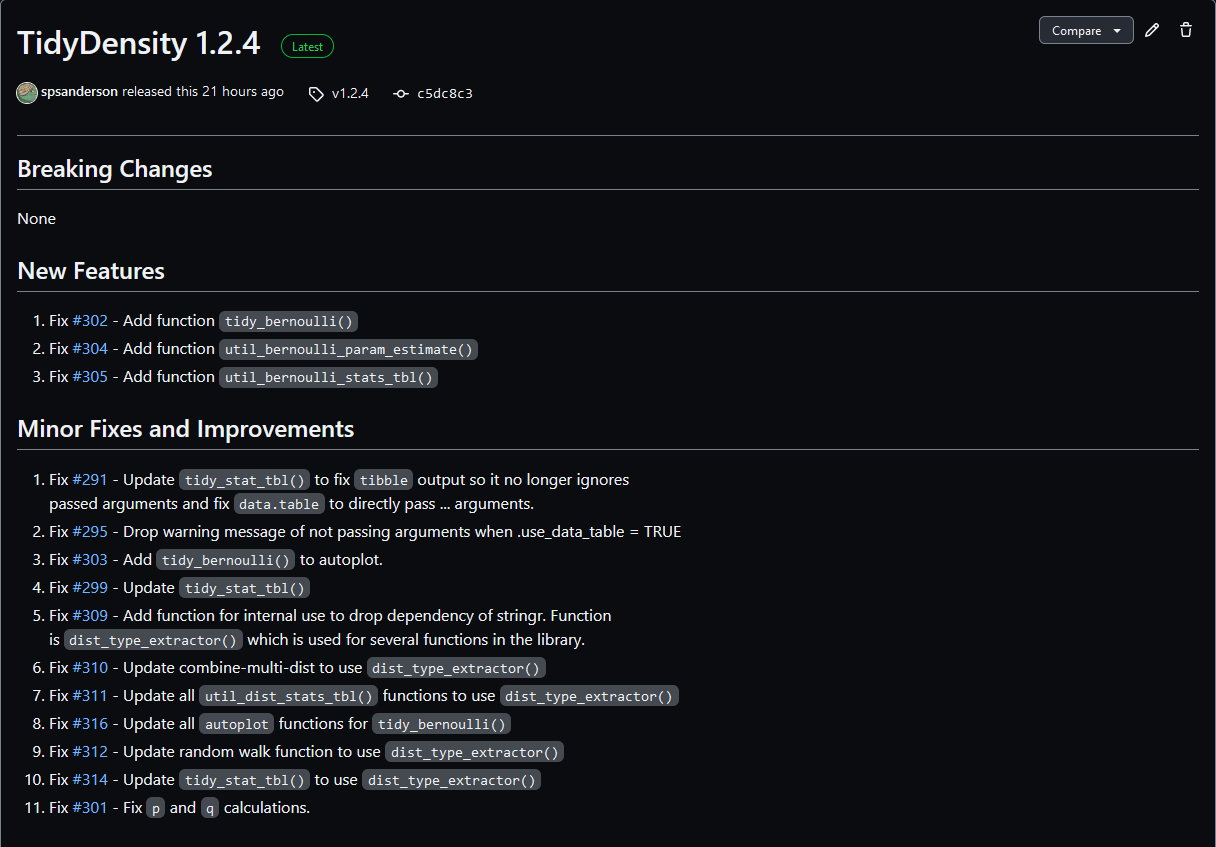 TidyDensity 1.2.4 Latest Compare
spsanderson released this 21 hours ago v1.2.4 c5dc8c3
Breaking Changes
None
New Features
1. Fix #302 - Add function tidy_bernoulli()
2. Fix #304 - Add function util_bernoulli_param_estimate()
3. Fix #305 - Add function util_bernoulli_stats_tbl()
Minor Fixes and Improvements
1. Fix #291 - Update tidy_stat_tbl() to fix tibble output so it no longer ignores
passed arguments and fix data.table to directly pass ... arguments.
2. Fix #295 - Drop warning message of not passing arguments when .use_data_table = TRUE
3. Fix #303 - Add tidy_bernoulli() to autoplot.
4. Fix #299 - Update tidy_stat_tbl()
5. Fix #309 - Add function for internal use to drop dependency of stringr. Function
is dist_type_extractor() which is used for several functions in the library.
6. Fix #310 - Update combine-multi-dist to use dist_type_extractor()
7. Fix #311 - Update all util_dist_stats_tbl() functions to use dist_type_extractor()
8. Fix #316 - Update all autoplot functions for tidy_bernoulli()
9. Fix #312 - Update random walk function to use dist_type_extractor()
10. Fix #314 - Update tidy_stat_tbl() to use dist_type_extractor()
11. Fix #301 - Fix p and q calculations.